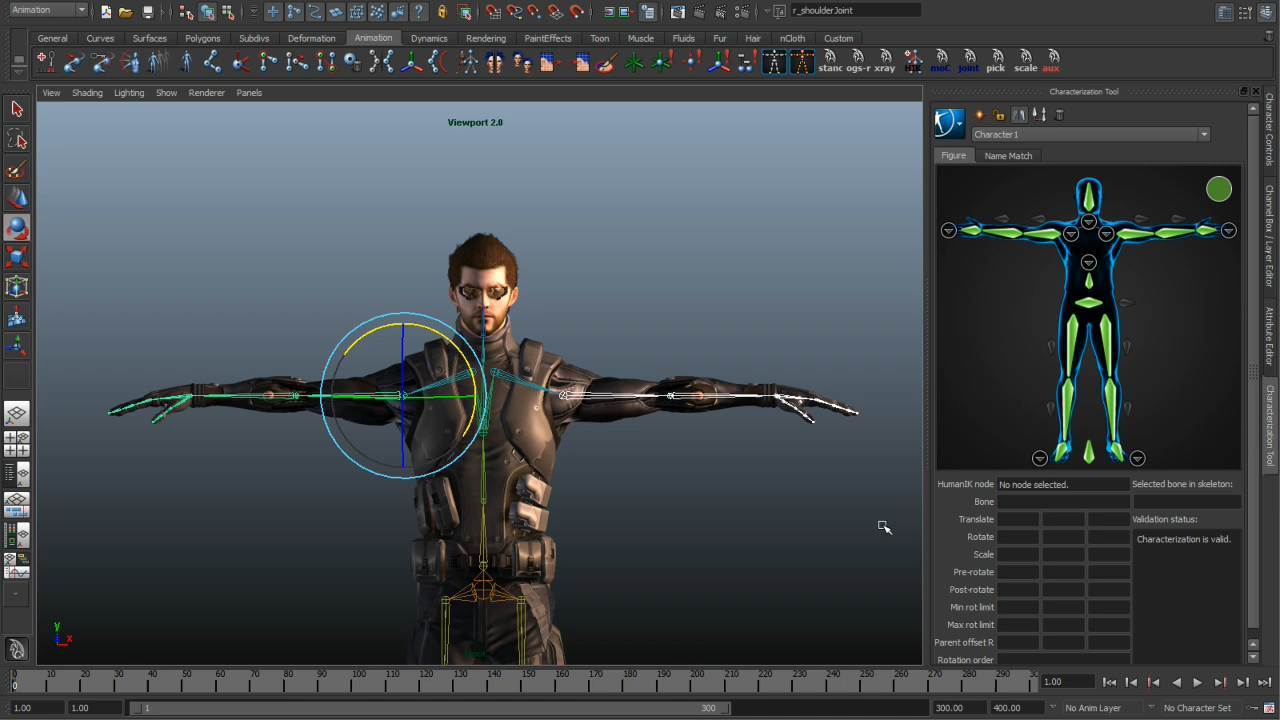 Animation
r_shoulderJoint
Curves Surfaces Polygons Subdivs Deformation Animation Dynamics Rendering PaintEffects Toon Muscle Fluids Fur Hair nCloth Custom
General
stanc ogs-r xray HIK moC joint pick scale aux
View Shading Lighting Show Renderer Panels
Viewport 2.0
Characterization Tool
Character1
Figure Name Match
HumanIK node No node selected. Selected bone in skeleton:
Bone
Translate Validation status:
Rotate Characterization is valid.
Scale
Pre-rotate
Post-rotate
Min rot limit
Max rot limit
Parent offset R
Rotation order
Character Controls
Channel Box / Layer Editor
Attribute Editor
Characterization Tool
y
x
0 10 20 30 40 50 60 70 80 90 100 110 120 130 140 150 160 170 180 190 200 210 220 230 240 250 260 270 280 290
0
1.00
1.00 1.00 1 300 300.00 400.00 No Anim Layer No Character Set